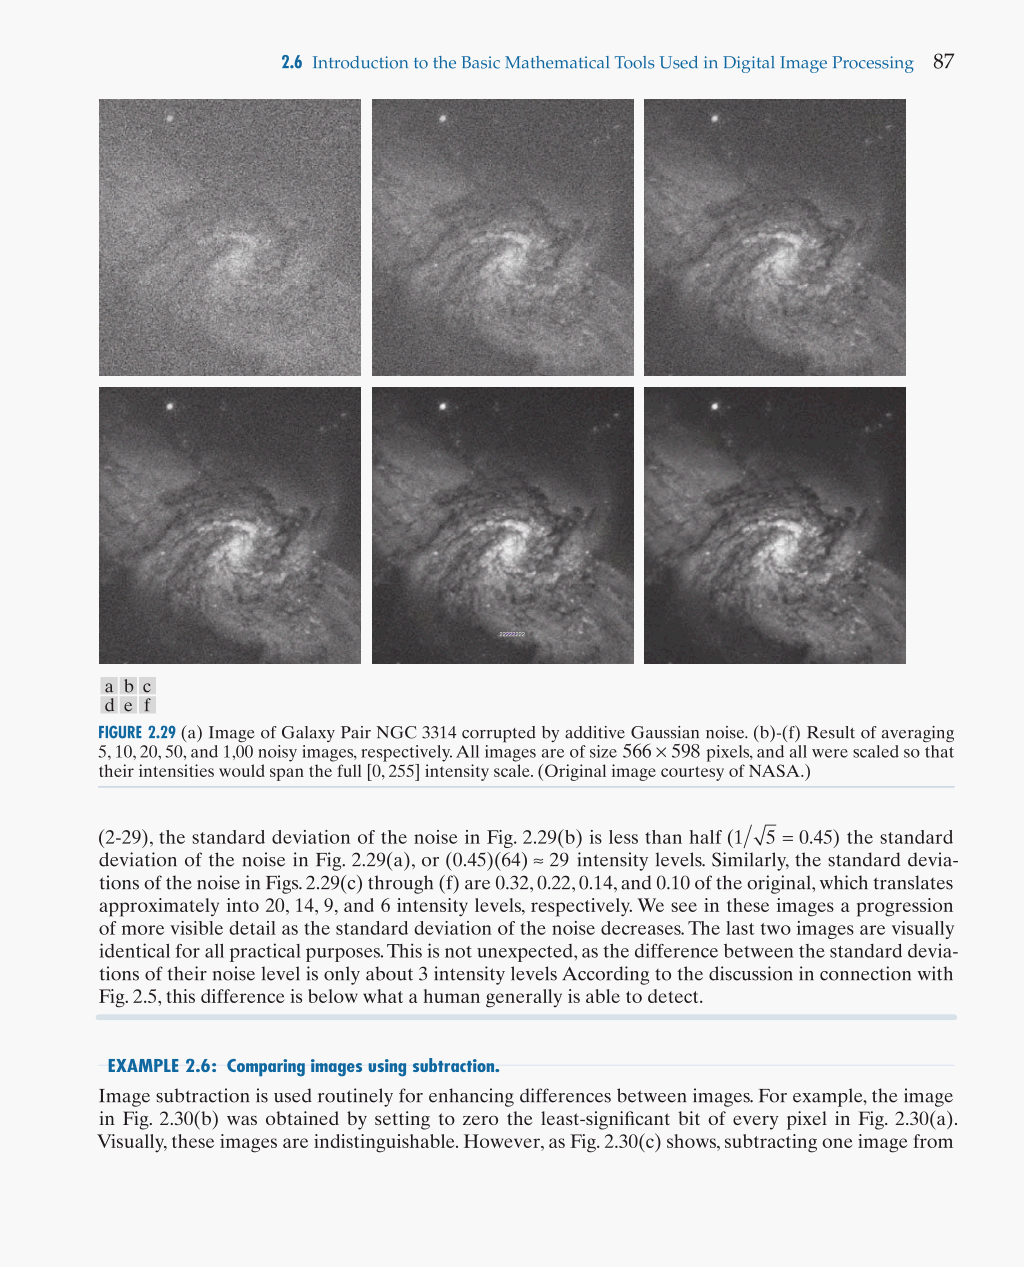 2.6 Introduction to the Basic Mathematical Tools Used in Digital Image Processing 87
22222222
a b c
d e f
FIGURE 2.29 (a) Image of Galaxy Pair NGC 3314 corrupted by additive Gaussian noise. (b)-(f) Result of averaging
5, 10, 20, 50, and 1,00 noisy images, respectively. All images are of size 566 × 598 pixels, and all were scaled so that
their intensities would span the full [0, 255] intensity scale. (Original image courtesy of NASA.)
(2-29), the standard deviation of the noise in Fig. 2.29(b) is less than half (1/√5 = 0.45) the standard
deviation of the noise in Fig. 2.29(a), or (0.45)(64) ≈ 29 intensity levels. Similarly, the standard devia-
tions of the noise in Figs. 2.29(c) through (f) are 0.32, 0.22, 0.14, and 0.10 of the original, which translates
approximately into 20, 14, 9, and 6 intensity levels, respectively. We see in these images a progression
of more visible detail as the standard deviation of the noise decreases. The last two images are visually
identical for all practical purposes. This is not unexpected, as the difference between the standard devia-
tions of their noise level is only about 3 intensity levels According to the discussion in connection with
Fig. 2.5, this difference is below what a human generally is able to detect.
EXAMPLE 2.6: Comparing images using subtraction.
Image subtraction is used routinely for enhancing differences between images. For example, the image
in Fig. 2.30(b) was obtained by setting to zero the least-significant bit of every pixel in Fig. 2.30(a).
Visually, these images are indistinguishable. However, as Fig. 2.30(c) shows, subtracting one image from